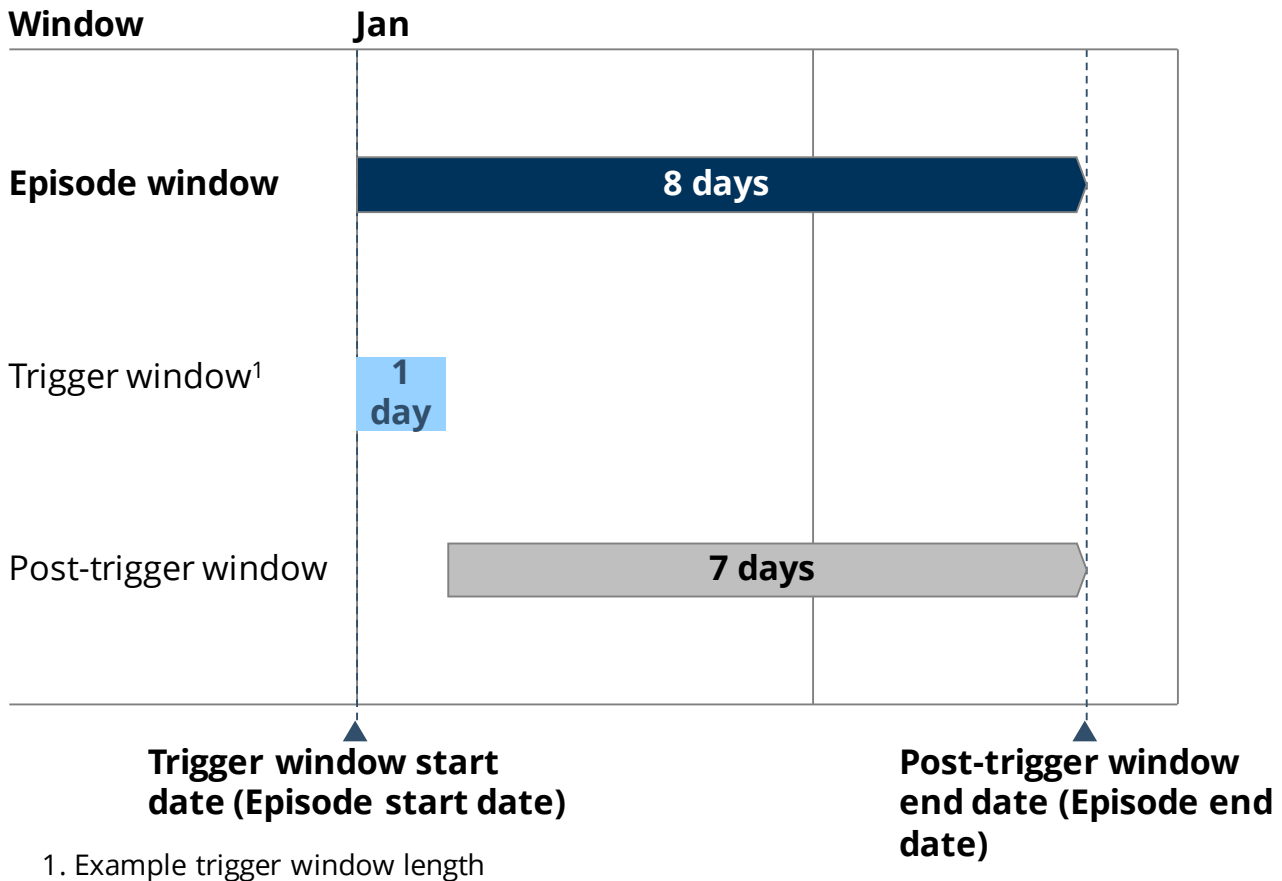 Window Jan
Episode window 8 days
Trigger window1 1
day
Post-trigger window 7 days
Trigger window start
date (Episode start date)
Post-trigger window
end date (Episode end
date)
1. Example trigger window length